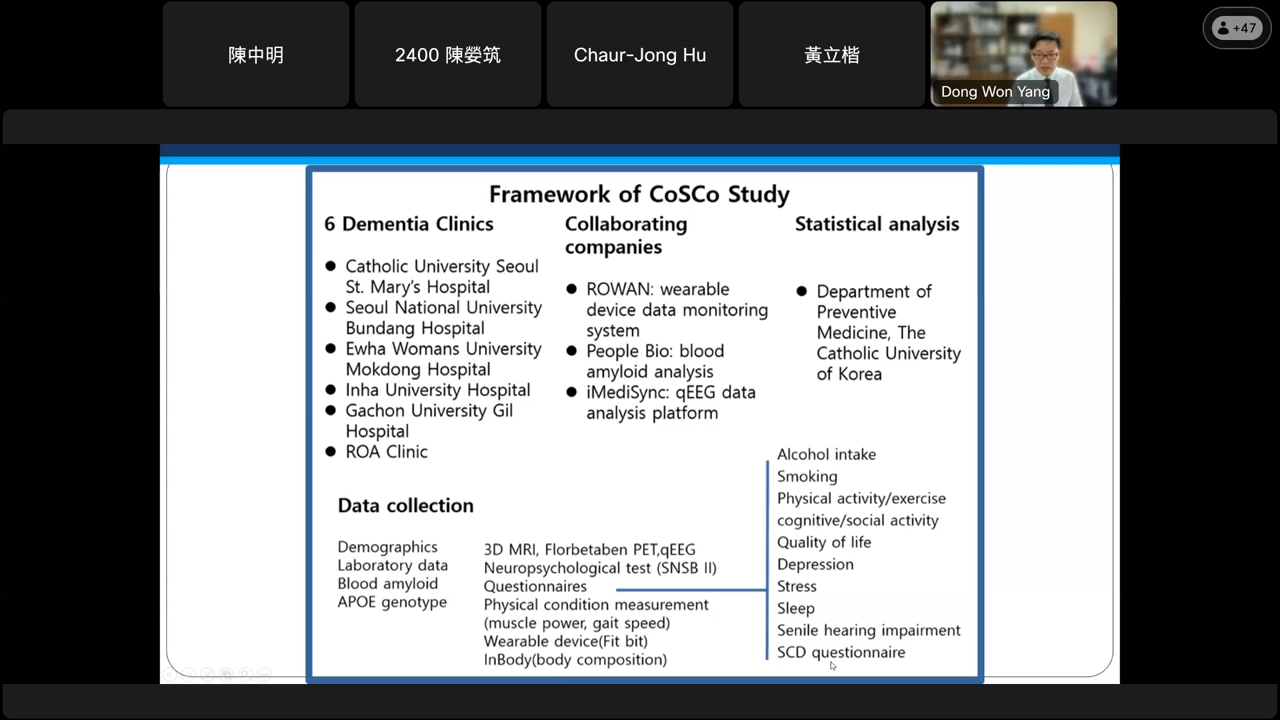 陳中明
2400 陳嫈筑
Chaur-Jong Hu
黃立楷
Dong Won Yang
+47
Framework of CoSCo Study
6 Dementia Clinics
Catholic University Seoul
St. Mary's Hospital
Seoul National University
Bundang Hospital
Ewha Womans University
Mokdong Hospital
Inha University Hospital
Gachon University Gil
Hospital
ROA Clinic
Collaborating
companies
ROWAN: wearable
device data monitoring
system
People Bio: blood
amyloid analysis
iMediSync: qEEG data
analysis platform
Statistical analysis
Department of
Preventive
Medicine, The
Catholic University
of Korea
Data collection
Demographics
Laboratory data
Blood amyloid
APOE genotype
3D MRI, Florbetaben PET,qEEG
Neuropsychological test (SNSB II)
Questionnaires
Physical condition measurement
(muscle power, gait speed)
Wearable device(Fit bit)
InBody(body composition)
Alcohol intake
Smoking
Physical activity/exercise
cognitive/social activity
Quality of life
Depression
Stress
Sleep
Senile hearing impairment
SCD questionnaire